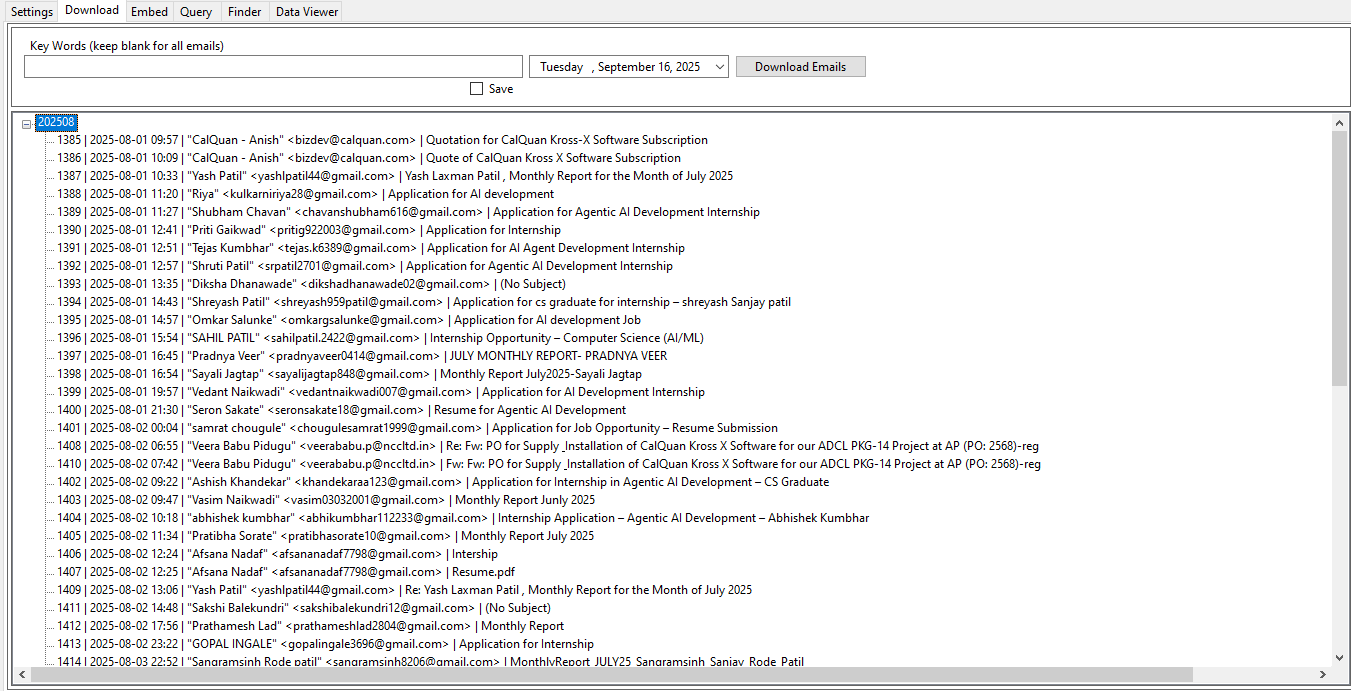 Settings Download Embed Query Finder Data Viewer
Key Words (keep blank for all emails)
Tuesday , September 16, 2025 Download Emails
Save
202508
1385 | 2025-08-01 09:57 | "CalQuan - Anish" <bizdev@calquan.com> | Quotation for CalQuan Kross-X Software Subscription
1386 | 2025-08-01 10:09 | "CalQuan - Anish" <bizdev@calquan.com> | Quote of CalQuan Kross X Software Subscription
1387 | 2025-08-01 10:33 | "Yash Patil" <yashlpatil44@gmail.com> | Yash Laxman Patil , Monthly Report for the Month of July 2025
1388 | 2025-08-01 11:20 | "Riya" <kulkarniriya28@gmail.com> | Application for AI development
1389 | 2025-08-01 11:27 | "Shubham Chavan" <chavanshubham616@gmail.com> | Application for Agentic AI Development Internship
1390 | 2025-08-01 12:41 | "Priti Gaikwad" <pritig922003@gmail.com> | Application for Internship
1391 | 2025-08-01 12:51 | "Tejas Kumbhar" <tejas.k6389@gmail.com> | Application for AI Agent Development Internship
1392 | 2025-08-01 12:57 | "Shruti Patil" <srpatil2701@gmail.com> | Application for Agentic AI Development Internship
1393 | 2025-08-01 13:35 | "Diksha Dhanawade" <dikshadhanawade02@gmail.com> | (No Subject)
1394 | 2025-08-01 14:43 | "Shreyash Patil" <shreyash959patil@gmail.com> | Application for cs graduate for internship – shreyash Sanjay patil
1395 | 2025-08-01 14:57 | "Omkar Salunke" <omkargsalunke@gmail.com> | Application for AI development Job
1396 | 2025-08-01 15:54 | "SAHIL PATIL" <sahilpatil.2422@gmail.com> | Internship Opportunity – Computer Science (AI/ML)
1397 | 2025-08-01 16:45 | "Pradnya Veer" <pradnyaveer0414@gmail.com> | JULY MONTHLY REPORT- PRADNYA VEER
1398 | 2025-08-01 16:54 | "Sayali Jagtap" <sayalijagtap848@gmail.com> | Monthly Report July2025-Sayali Jagtap
1399 | 2025-08-01 19:57 | "Vedant Naikwadi" <vedantnaikwadi007@gmail.com> | Application for AI Development Internship
1400 | 2025-08-01 21:30 | "Seron Sakate" <seronsakate18@gmail.com> | Resume for Agentic AI Development
1401 | 2025-08-02 00:04 | "samrat chougule" <chougulesamrat1999@gmail.com> | Application for Job Opportunity – Resume Submission
1408 | 2025-08-02 06:55 | "Veera Babu Pidugu" <veerababu.p@nccltd.in> | Re: Fw: PO for Supply _Installation of CalQuan Kross X Software for our ADCL PKG-14 Project at AP (PO: 2568)-reg
1410 | 2025-08-02 07:42 | "Veera Babu Pidugu" <veerababu.p@nccltd.in> | Fw: Fw: PO for Supply _Installation of CalQuan Kross X Software for our ADCL PKG-14 Project at AP (PO: 2568)-reg
1402 | 2025-08-02 09:22 | "Ashish Khandekar" <khandekaraa123@gmail.com> | Application for Internship in Agentic AI Development – CS Graduate
1403 | 2025-08-02 09:47 | "Vasim Naikwadi" <vasim03032001@gmail.com> | Monthly Report Junly 2025
1404 | 2025-08-02 10:18 | "abhishek kumbhar" <abhikumbhar112233@gmail.com> | Internship Application – Agentic AI Development – Abhishek Kumbhar
1405 | 2025-08-02 11:34 | "Pratibha Sorate" <pratibhasorate10@gmail.com> | Monthly Report July 2025
1406 | 2025-08-02 12:24 | "Afsana Nadaf" <afsananadaf7798@gmail.com> | Intership
1407 | 2025-08-02 12:25 | "Afsana Nadaf" <afsananadaf7798@gmail.com> | Resume.pdf
1409 | 2025-08-02 13:06 | "Yash Patil" <yashlpatil44@gmail.com> | Re: Yash Laxman Patil , Monthly Report for the Month of July 2025
1411 | 2025-08-02 14:48 | "Sakshi Balekundri" <sakshibalekundri12@gmail.com> | (No Subject)
1412 | 2025-08-02 17:56 | "Prathamesh Lad" <prathameshlad2804@gmail.com> | Monthly Report
1413 | 2025-08-02 23:22 | "GOPAL INGALE" <gopalingale3696@gmail.com> | Application for Internship
1414 | 2025-08-03 22:52 | "Sangramsinh Rode patil" <sangramsinh8206@gmail.com> | MonthlyReport_JULY25_Sangramsinh_Sanjay_Rode_Patil